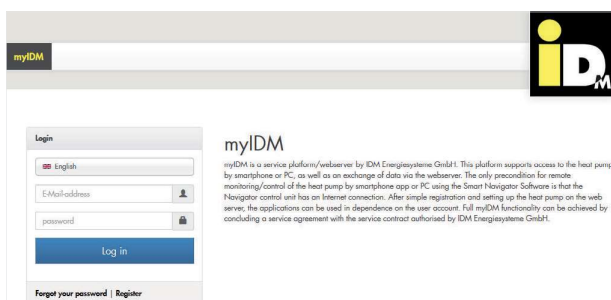 myIDM
iDM
Login
English
E-Mail-address
password
Log in
Forgot your password | Register
myIDM
myIDM is a service platform/webserver by IDM Energiesysteme GmbH. This platform supports access to the heat pump
by smartphone or PC, as well as an exchange of data via the webserver. The only precondition for remote
monitoring/control of the heat pump by smartphone app or PC using the Smart Navigator Software is that the
Navigator control unit has an Internet connection. After simple registration and setting up the heat pump on the web
server, the applications can be used in dependence on the user account. Full myIDM functionality can be achieved by
concluding a service agreement with the service contract authorised by IDM Energiesysteme GmbH.